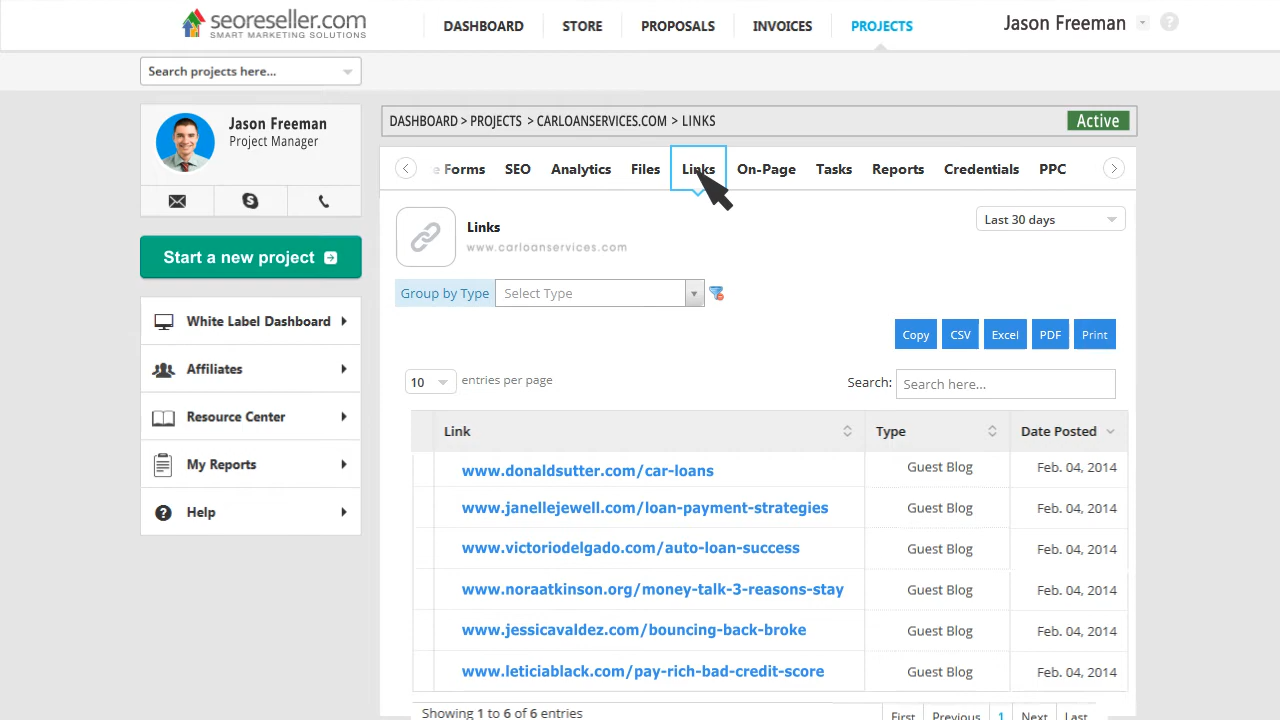 seoreseller.com
SMART MARKETING SOLUTIONS
DASHBOARD STORE PROPOSALS INVOICES PROJECTS
Jason Freeman ?
Search projects here...
Jason Freeman
Project Manager
Start a new project
White Label Dashboard
Affiliates
Resource Center
My Reports
Help
DASHBOARD > PROJECTS > CARLOANSERVICES.COM > LINKS
Active
Forms SEO Analytics Files Links On-Page Tasks Reports Credentials PPC
Links
www.carloanservices.com
Last 30 days
Group by Type Select Type
Copy CSV Excel PDF Print
10 entries per page
Search: Search here...
Link Type Date Posted
www.donaldsutter.com/car-loans Guest Blog Feb. 04, 2014
www.janellejewell.com/loan-payment-strategies Guest Blog Feb. 04, 2014
www.victoriodelgado.com/auto-loan-success Guest Blog Feb. 04, 2014
www.noraatkinson.org/money-talk-3-reasons-stay Guest Blog Feb. 04, 2014
www.jessicavaldez.com/bouncing-back-broke Guest Blog Feb. 04, 2014
www.leticiablack.com/pay-rich-bad-credit-score Guest Blog Feb. 04, 2014
Showing 1 to 6 of 6 entries
First Previous 1 Next Last